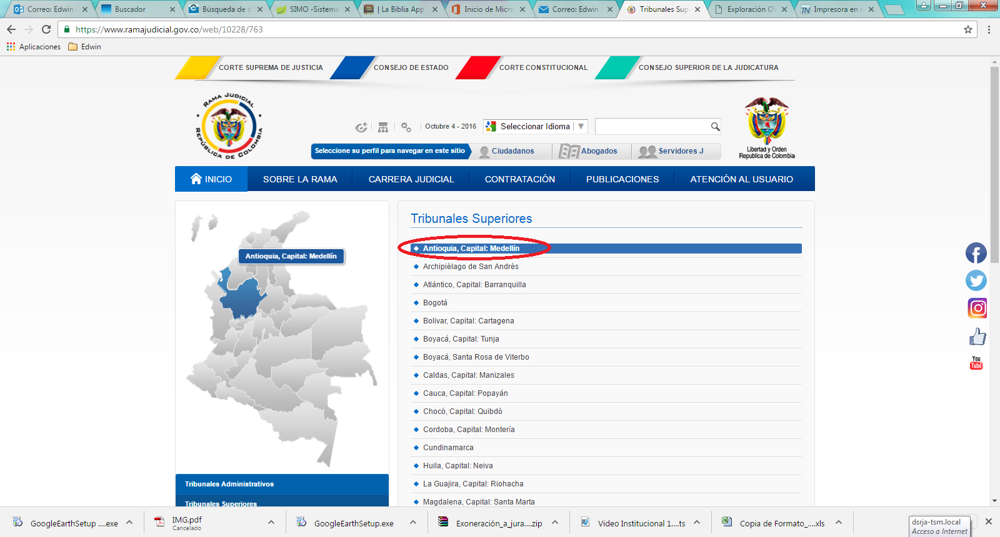 Correo: Edwin
Buscador
Búsqueda de c
SIMO -Sistema
| La Biblia App
Inicio de Micro
Correo: Edwin
Tribunales Sup
Exploración OV
Impresora en
https://www.ramajudicial.gov.co/web/10228/763
Aplicaciones
Edwin
CORTE SUPREMA DE JUSTICIA
CONSEJO DE ESTADO
CORTE CONSTITUCIONAL
CONSEJO SUPERIOR DE LA JUDICATURA
RAMA JUDICIAL
REPÚBLICA DE COLOMBIA
Octubre 4 - 2016
Seleccionar Idioma
Libertad y Orden
Republica de Colombia
Seleccione su perfil para navegar en este sitio
Ciudadanos
Abogados
Servidores J
INICIO
SOBRE LA RAMA
CARRERA JUDICIAL
CONTRATACIÓN
PUBLICACIONES
ATENCIÓN AL USUARIO
Antioquia, Capital: Medellín
Tribunales Administrativos
Tribunales Superiores
Tribunales Superiores
Antioquia, Capital: Medellín
Archipiélago de San Andrés
Atlántico, Capital: Barranquilla
Bogotá
Bolivar, Capital: Cartagena
Boyacá, Capital: Tunja
Boyacá, Santa Rosa de Viterbo
Caldas, Capital: Manizales
Cauca, Capital: Popayán
Chocó, Capital: Quibdó
Cordoba, Capital: Montería
Cundinamarca
Huila, Capital: Neiva
La Guajira, Capital: Riohacha
Magdalena, Capital: Santa Marta
You
Tube
GoogleEarthSetup ....exe
IMG.pdf
Cancelado
GoogleEarthSetup.exe
Exoneración_a_jura....zip
Video Institucional 1....ts
Copia de Formato_....xls
dsrja-tsm.local
Acceso a Internet